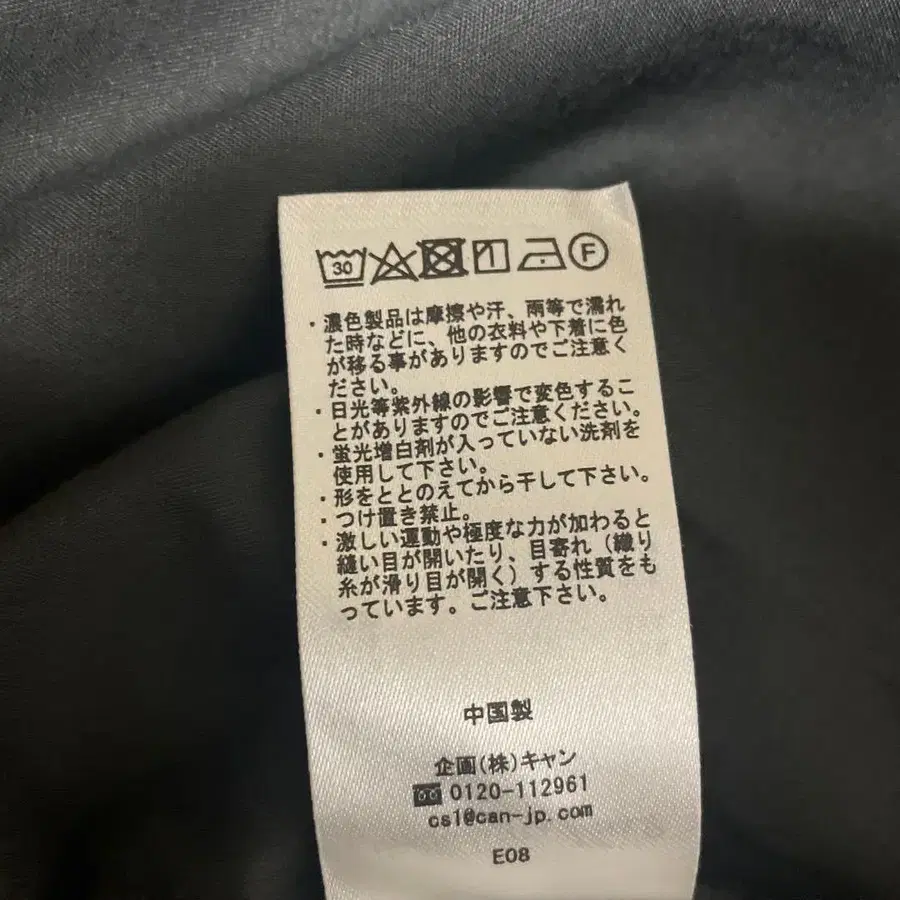 30 F
・濃色製品は摩擦や汗、雨等で濡れ
た時などに、他の衣料や下着に色
が移る事がありますのでご注意く
ださい。
・日光等紫外線の影響で変色するこ
とがありますのでご注意ください。
・蛍光増白剤が入っていない洗剤を
使用して下さい。
・形をととのえてから干して下さい。
・つけ置き禁止。
・激しい運動や極度な力が加わると
縫い目が開いたり、目寄れ（織り
糸が滑り目が開く）する性質をも
っています。ご注意下さい。
中国製
企画(株)キャン
0120-112961
cs1@can-jp.com
E08